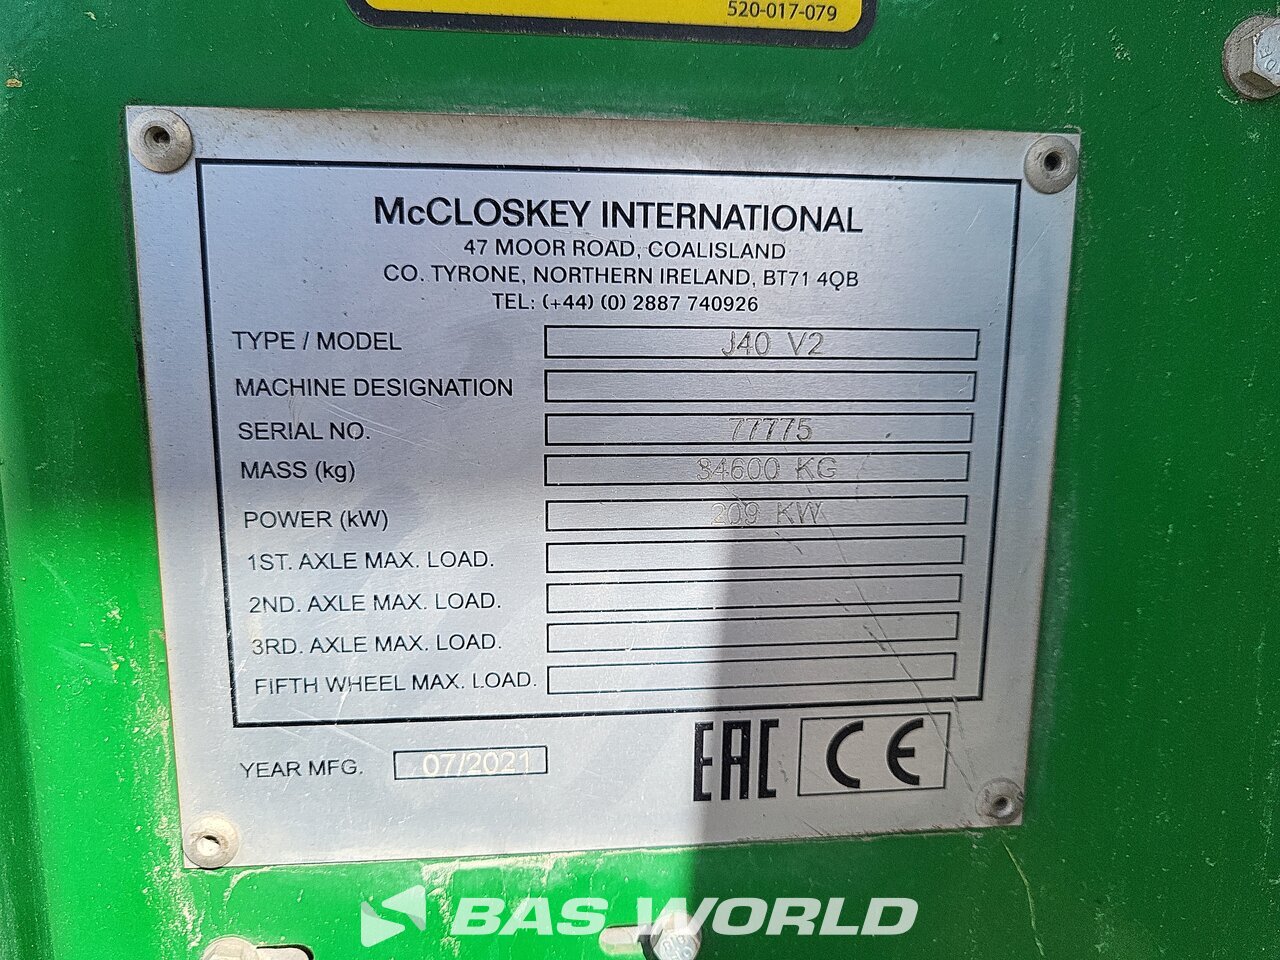 520-017-079
McCLOSKEY INTERNATIONAL
47 MOOR ROAD, COALISLAND
CO. TYRONE, NORTHERN IRELAND, BT71 4QB
TEL: (+44) (0) 2887 740926
TYPE / MODEL J40 V2
MACHINE DESIGNATION
SERIAL NO. 77775
MASS (kg) 34600 KG
POWER (kW) 209 KW
1ST. AXLE MAX. LOAD.
2ND. AXLE MAX. LOAD.
3RD. AXLE MAX. LOAD.
FIFTH WHEEL MAX. LOAD.
YEAR MFG. 07/2021 EAC CE
BAS WORLD